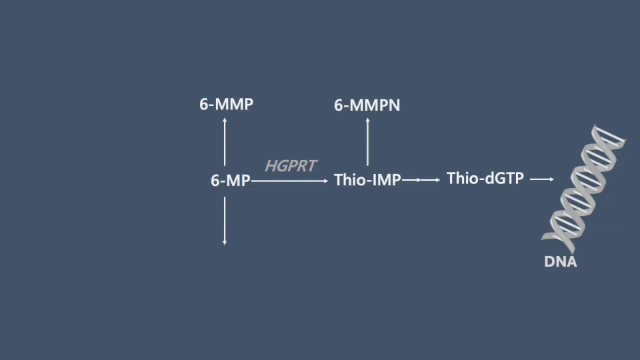 6-MMP
6-MMPN
HGPRT
6-MP
Thio-IMP
Thio-dGTP
DNA